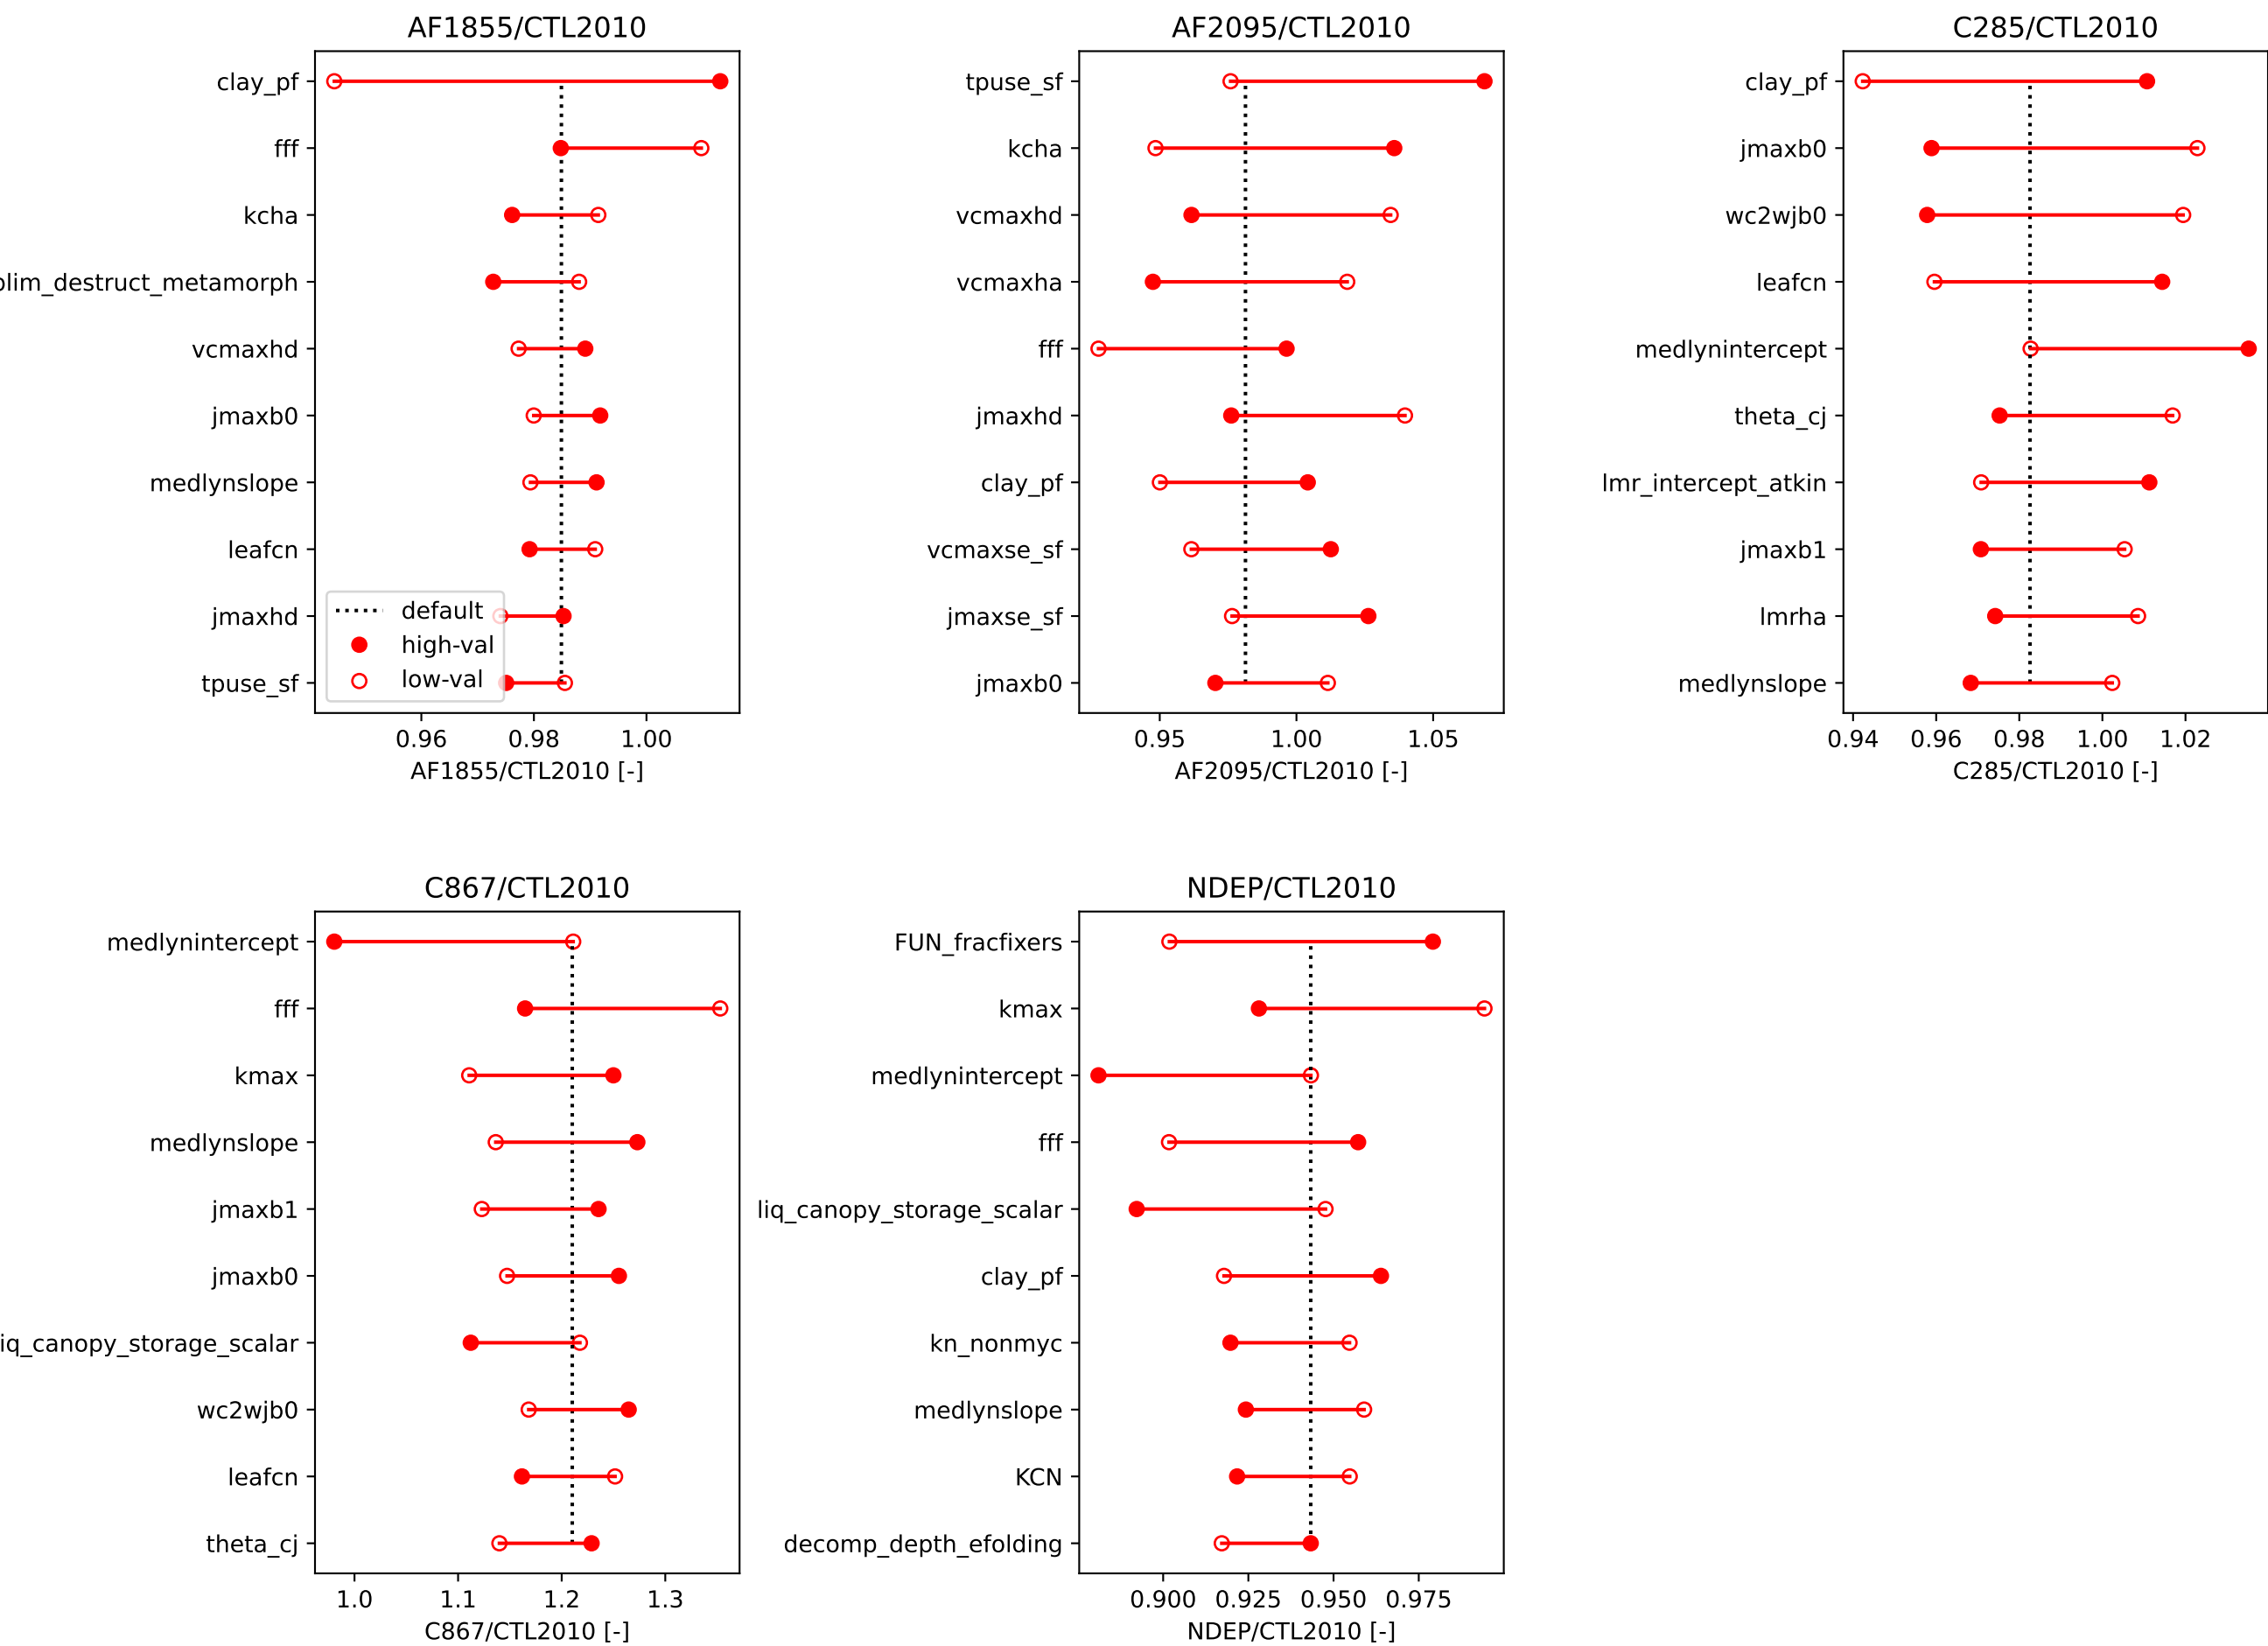 AF1855/CTL2010
clay_pf
fff
kcha
lim_destruct_metamorph
vcmaxhd
jmaxb0
medlynslope
leafcn
jmaxhd
tpuse_sf
default
high-val
low-val
0.96 0.98 1.00
AF1855/CTL2010 [-]
AF2095/CTL2010
tpuse_sf
kcha
vcmaxhd
vcmaxha
fff
jmaxhd
clay_pf
vcmaxse_sf
jmaxse_sf
jmaxb0
0.95 1.00 1.05
AF2095/CTL2010 [-]
C285/CTL2010
clay_pf
jmaxb0
wc2wjb0
leafcn
medlynintercept
theta_cj
lmr_intercept_atkin
jmaxb1
lmrha
medlynslope
0.94 0.96 0.98 1.00 1.02
C285/CTL2010 [-]
C867/CTL2010
medlynintercept
fff
kmax
medlynslope
jmaxb1
jmaxb0
iq_canopy_storage_scalar
wc2wjb0
leafcn
theta_cj
1.0 1.1 1.2 1.3
C867/CTL2010 [-]
NDEP/CTL2010
FUN_fracfixers
kmax
medlynintercept
fff
liq_canopy_storage_scalar
clay_pf
kn_nonmyc
medlynslope
KCN
decomp_depth_efolding
0.900 0.925 0.950 0.975
NDEP/CTL2010 [-]